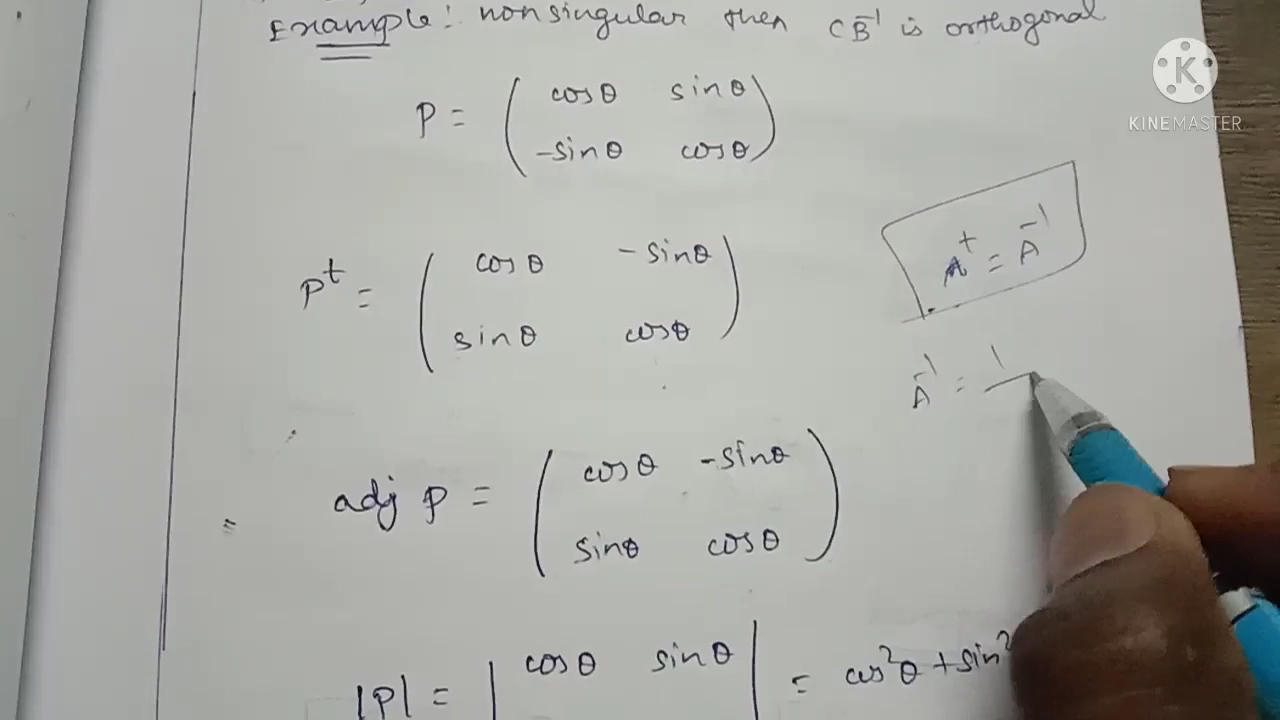 Example: nonsingular then CB⁻¹ is orthogonal
KINEMASTER
P = ( cosθ sinθ
-sinθ cosθ )
Pᵗ = ( cosθ -sinθ
sinθ cosθ )
Aᵗ = A⁻¹
A⁻¹ = 1
adj P = ( cosθ -sinθ
sinθ cosθ )
|P| = | cosθ sinθ | = cos²θ + sin²